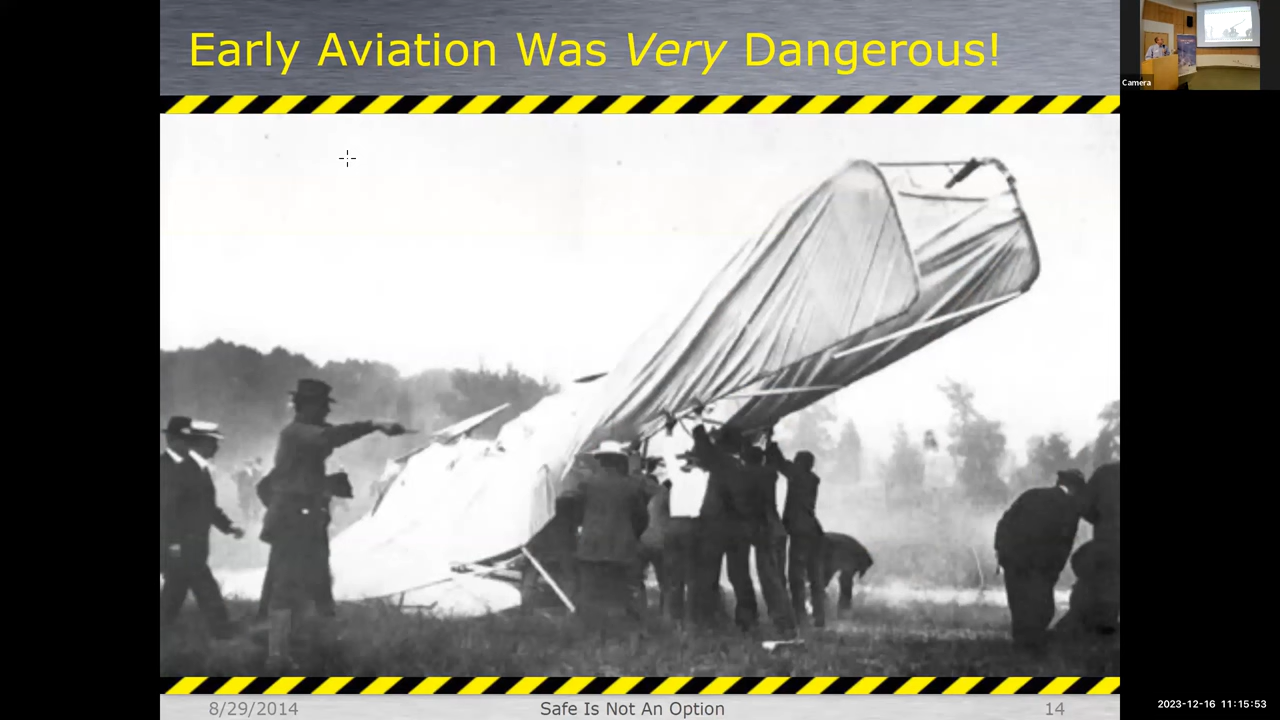 Early Aviation Was Very Dangerous!
Camera
8/29/2014
Safe Is Not An Option
14
2023-12-16 11:15:53